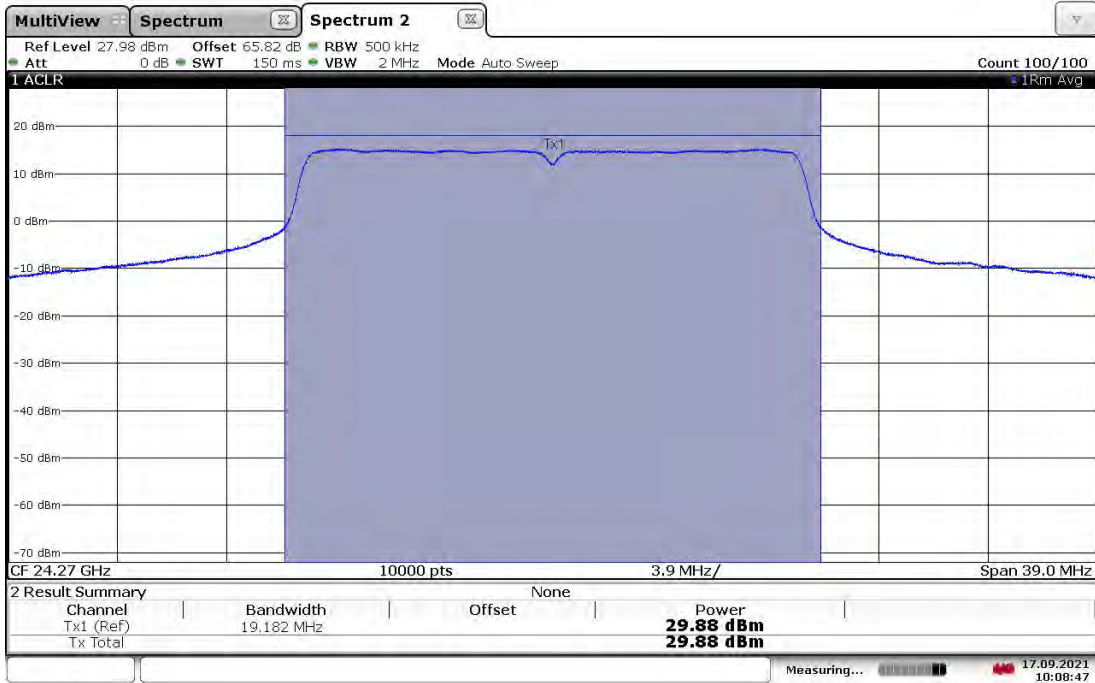 MultiView Spectrum Spectrum 2
Ref Level 27.98 dBm Offset 65.82 dB RBW 500 kHz
Att 0 dB SWT 150 ms VBW 2 MHz Mode Auto Sweep Count 100/100
1 ACLR 1Rm Avg
20 dBm
Tx1
10 dBm
0 dBm
-10 dBm
-20 dBm
-30 dBm
-40 dBm
-50 dBm
-60 dBm
-70 dBm
CF 24.27 GHz 10000 pts 3.9 MHz/ Span 39.0 MHz
2 Result Summary None
Channel Bandwidth Offset Power
Tx1 (Ref) 19.182 MHz 29.88 dBm
Tx Total 29.88 dBm
Measuring... 17.09.2021
10:08:47